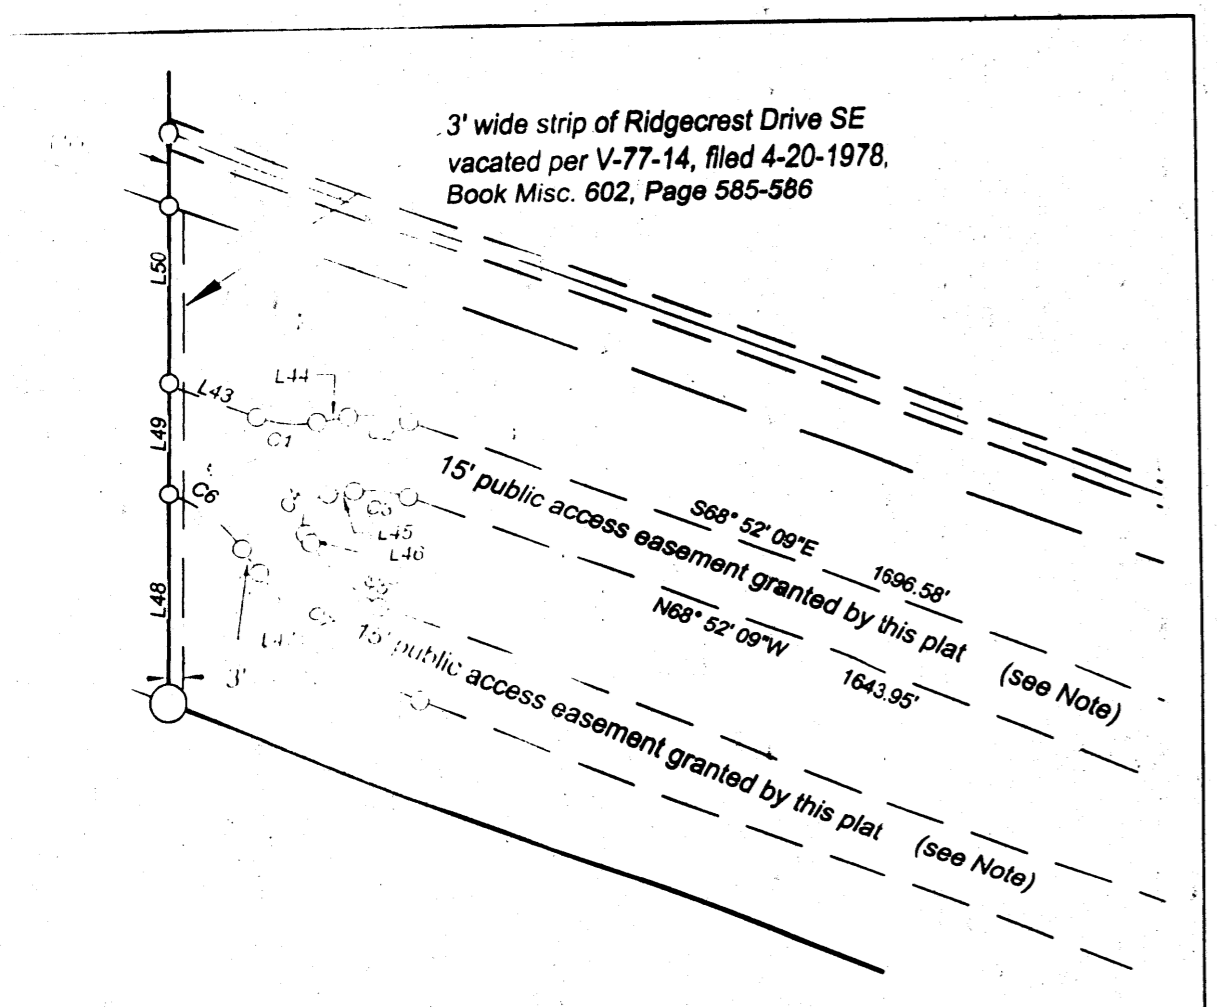 3' wide strip of Ridgecrest Drive SE
vacated per V-77-14, filed 4-20-1978,
Book Misc. 602, Page 585-586
L50
L44
L43
L49
C1
C6
L45
L46
L48
3'
15' public access easement granted by this plat (see Note)
S68° 52' 09"E 1696.58'
N68° 52' 09"W 1643.95'
15' public access easement granted by this plat (see Note)